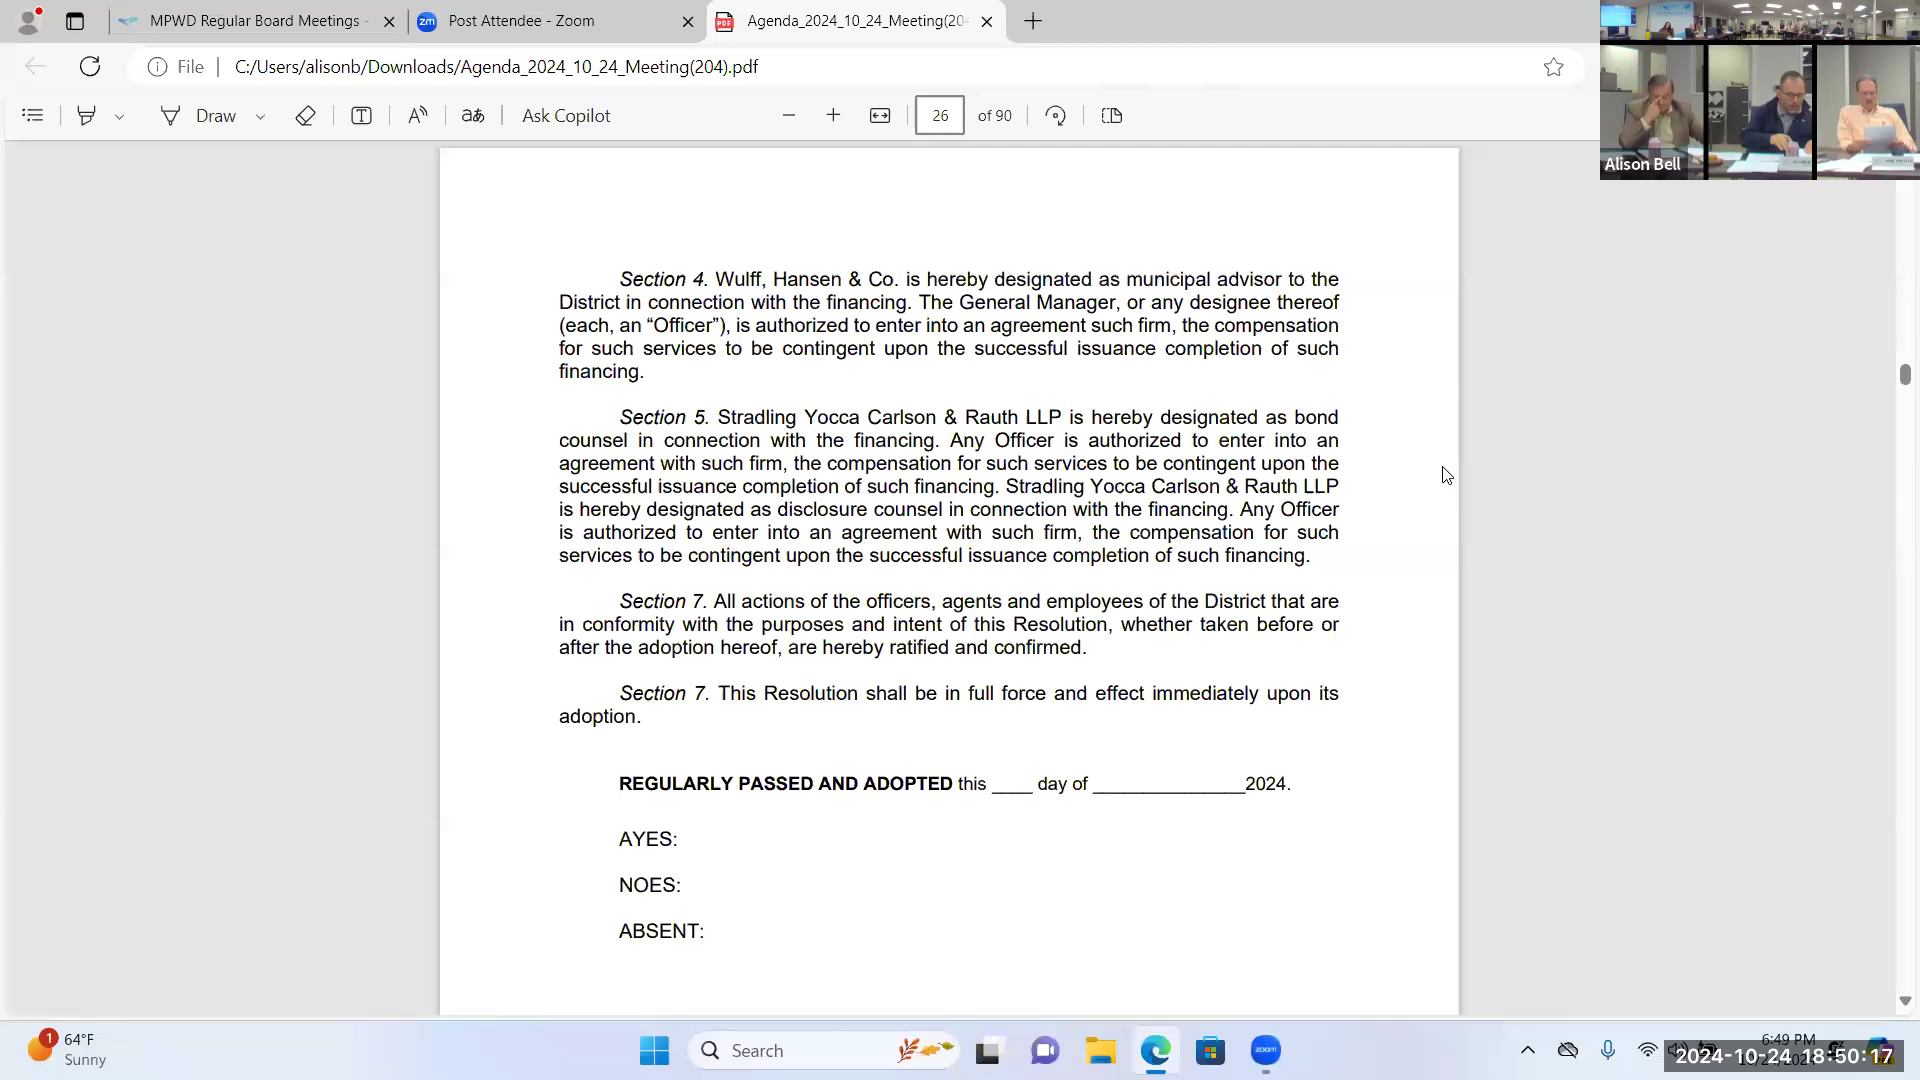 MPWD Regular Board Meetings -
Post Attendee - Zoom
Agenda_2024_10_24_Meeting(204
File
C:/Users/alisonb/Downloads/Agenda_2024_10_24_Meeting(204).pdf
Draw
Ask Copilot
26 of 90
Alison Bell
Section 4. Wulff, Hansen & Co. is hereby designated as municipal advisor to the
District in connection with the financing. The General Manager, or any designee thereof
(each, an “Officer”), is authorized to enter into an agreement such firm, the compensation
for such services to be contingent upon the successful issuance completion of such
financing.
Section 5. Stradling Yocca Carlson & Rauth LLP is hereby designated as bond
counsel in connection with the financing. Any Officer is authorized to enter into an
agreement with such firm, the compensation for such services to be contingent upon the
successful issuance completion of such financing. Stradling Yocca Carlson & Rauth LLP
is hereby designated as disclosure counsel in connection with the financing. Any Officer
is authorized to enter into an agreement with such firm, the compensation for such
services to be contingent upon the successful issuance completion of such financing.
Section 7. All actions of the officers, agents and employees of the District that are
in conformity with the purposes and intent of this Resolution, whether taken before or
after the adoption hereof, are hereby ratified and confirmed.
Section 7. This Resolution shall be in full force and effect immediately upon its
adoption.
REGULARLY PASSED AND ADOPTED this ____ day of _______________2024.
AYES:
NOES:
ABSENT:
1
64°F
Sunny
Search
zoom
6:49 PM
2024-10-24 18:50:17